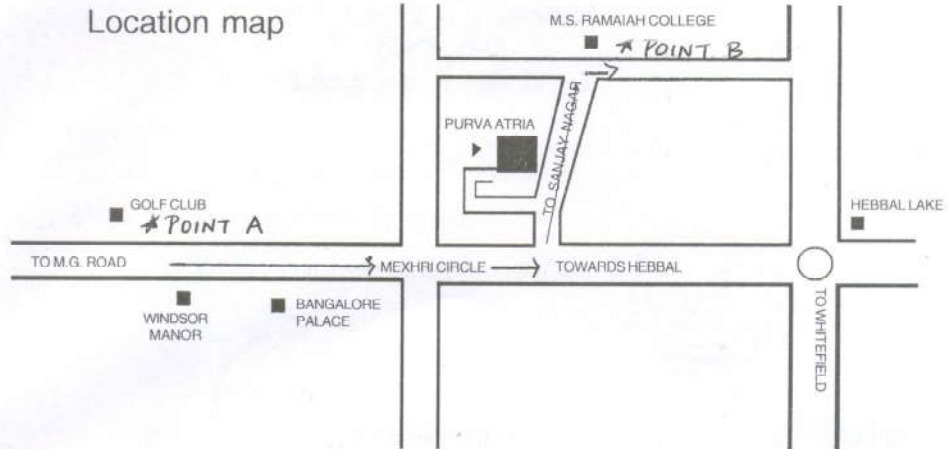 Location map
M.S. RAMAIAH COLLEGE
POINT B
PURVA ATRIA
TO SANJAY NAGAR
GOLF CLUB
POINT A
HEBBAL LAKE
TO M.G. ROAD
MEXHRI CIRCLE
TOWARDS HEBBAL
WINDSOR
MANOR
BANGALORE
PALACE
TO WHITEFIELD